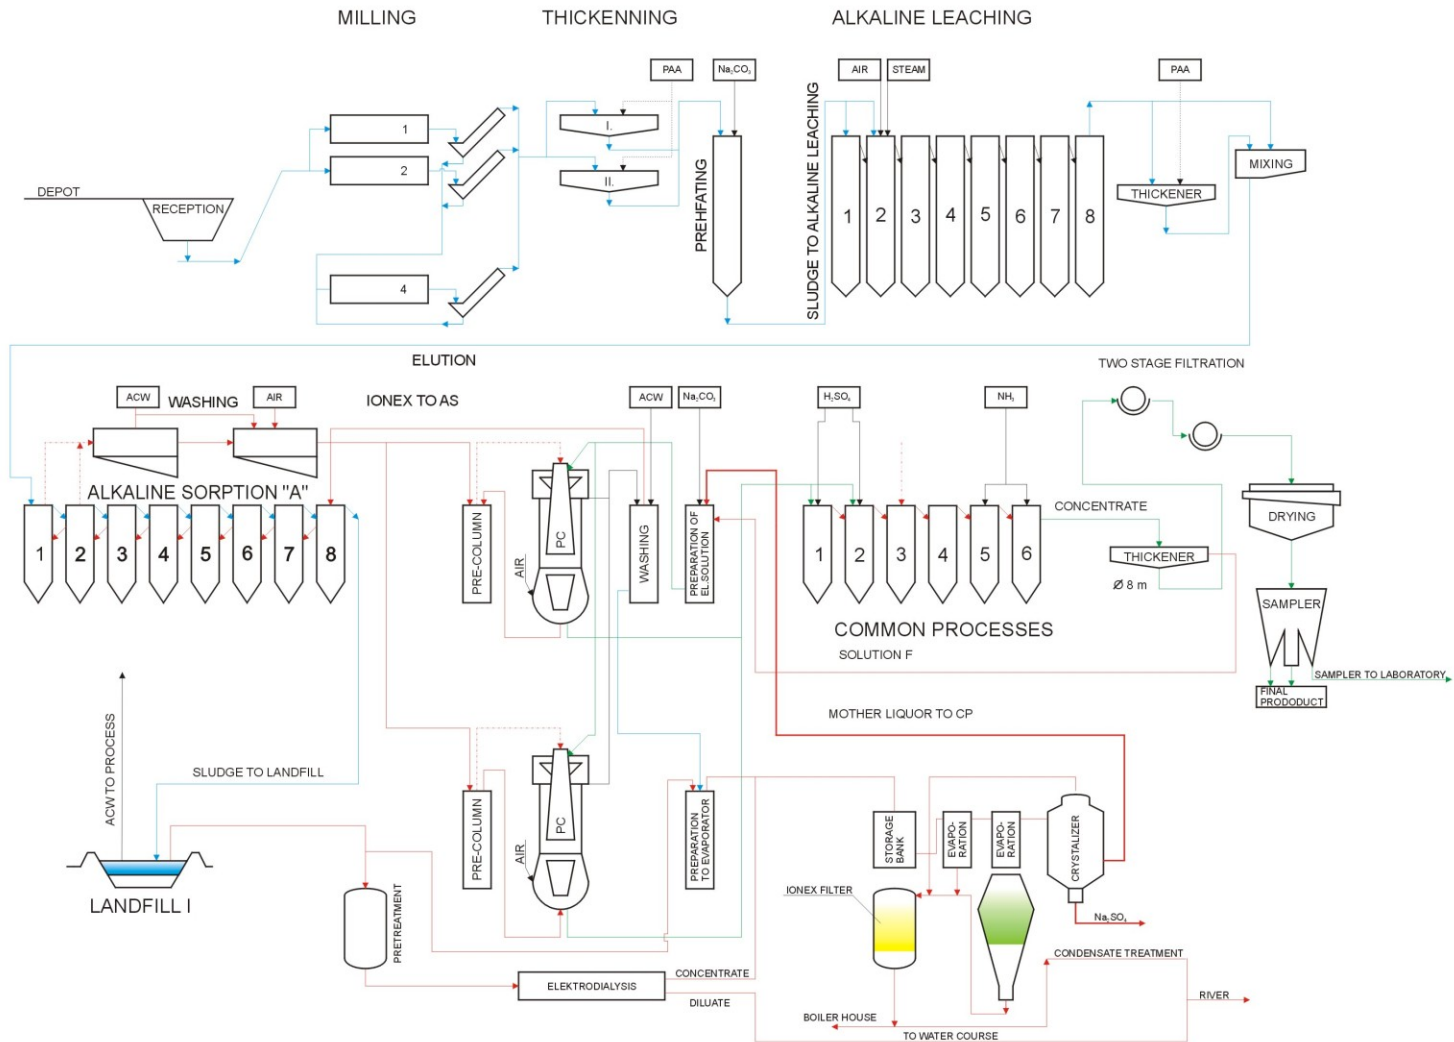 MILLING
THICKENNING
ALKALINE LEACHING
PAA
Na₂CO₃
AIR
STEAM
PAA
DEPOT
RECEPTION
1
2
4
I.
II.
PREHFATING
SLUDGE TO ALKALINE LEACHING
1 2 3 4 5 6 7 8
THICKENER
MIXING
ELUTION
TWO STAGE FILTRATION
ACW
WASHING
AIR
IONEX TO AS
ACW
Na₂CO₃
H₂SO₄
NH₃
ALKALINE SORPTION "A"
1 2 3 4 5 6 7 8
PRE-COLUMN
AIR
PC
WASHING
PREPARATION OF
EL.SOLUTION
1 2 3 4 5 6
CONCENTRATE
THICKENER
Ø 8 m
DRYING
SAMPLER
COMMON PROCESSES
SOLUTION F
SAMPLER TO LABORATORY
FINAL
PRODODUCT
MOTHER LIQUOR TO CP
ACW TO PROCESS
SLUDGE TO LANDFILL
LANDFILL I
PRE-COLUMN
AIR
PC
PREPARATION
TO EVAPORATOR
STORAGE
BANK
EVAPO-
RATION
EVAPO-
RATION
CRYSTALIZER
IONEX FILTER
Na₂SO₄
PRETREATMENT
ELEKTRODIALYSIS
CONCENTRATE
DILUATE
CONDENSATE TREATMENT
RIVER
BOILER HOUSE
TO WATER COURSE